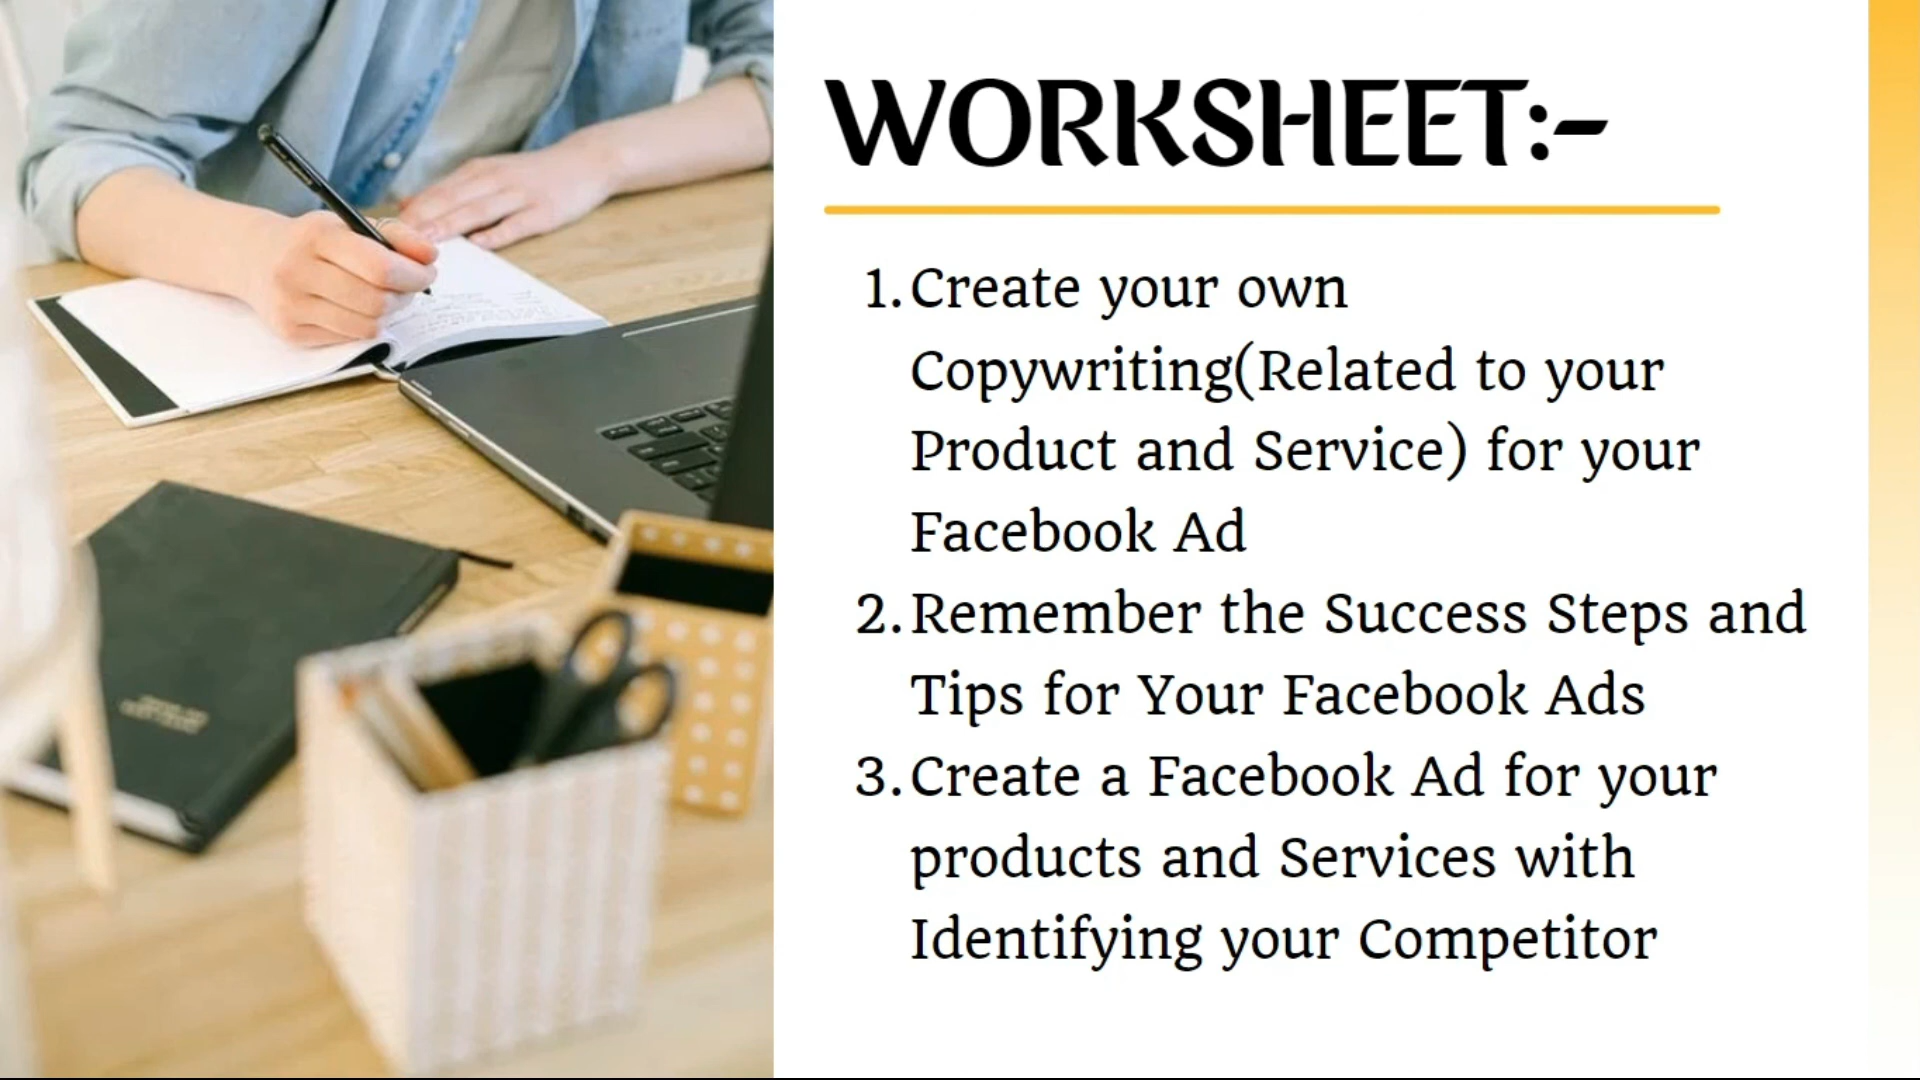 WORKSHEET:-
1. Create your own
Copywriting(Related to your
Product and Service) for your
Facebook Ad
2. Remember the Success Steps and
Tips for Your Facebook Ads
3. Create a Facebook Ad for your
products and Services with
Identifying your Competitor